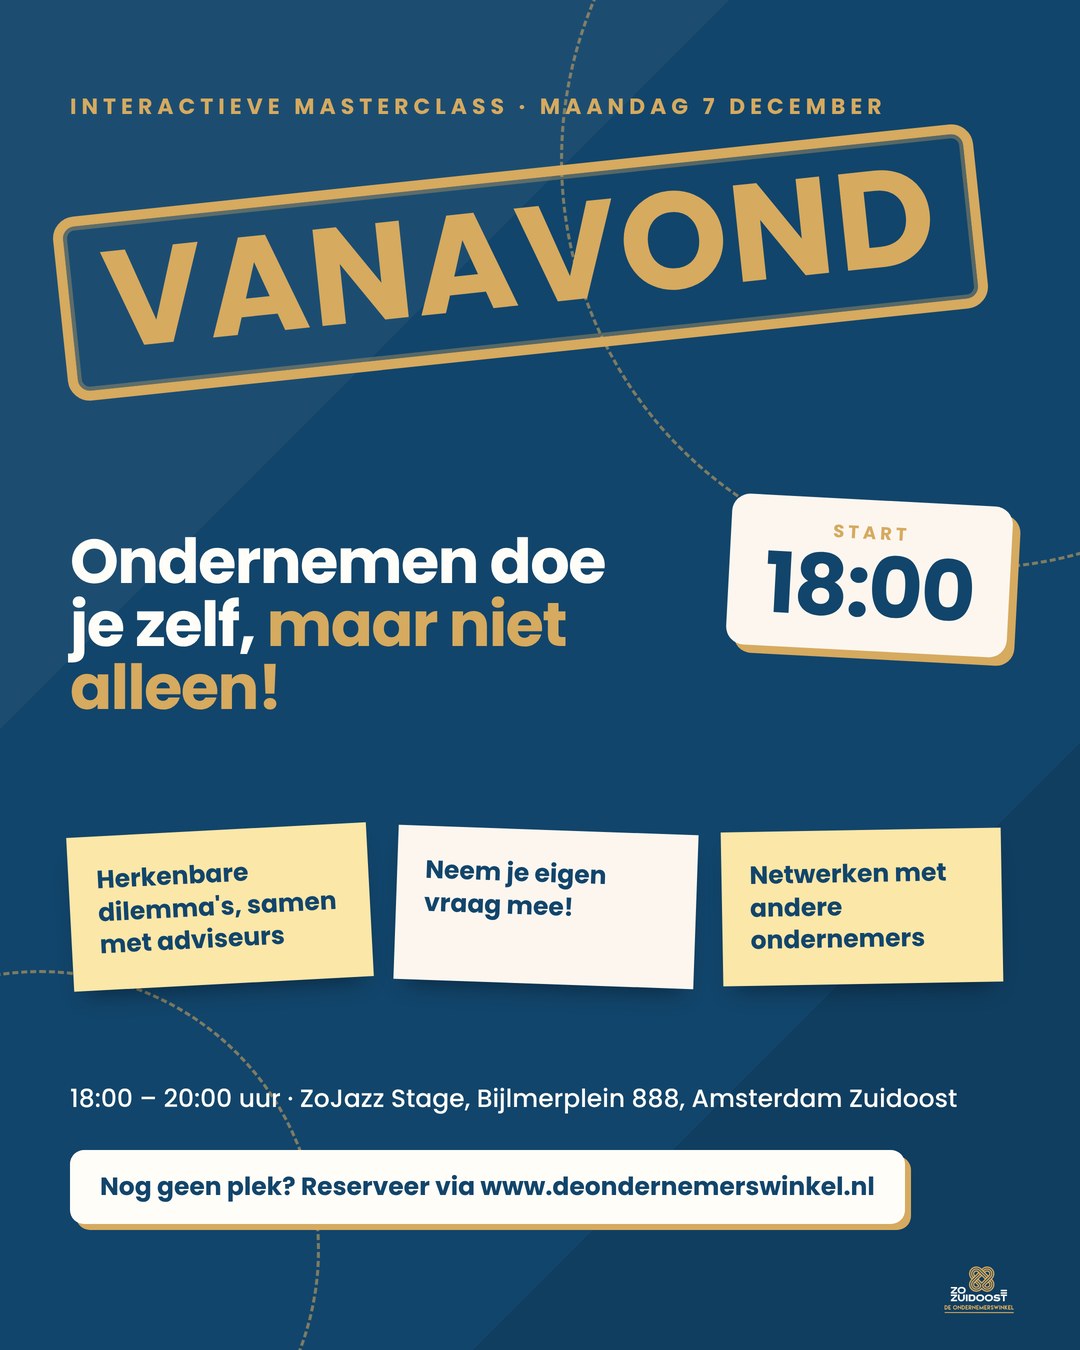 INTERACTIEVE MASTERCLASS · MAANDAG 7 DECEMBER
VANAVOND
START
18:00
Ondernemen doe
je zelf, maar niet
alleen!
Herkenbare
dilemma's, samen
met adviseurs
Neem je eigen
vraag mee!
Netwerken met
andere
ondernemers
18:00 – 20:00 uur · ZoJazz Stage, Bijlmerplein 888, Amsterdam Zuidoost
Nog geen plek? Reserveer via www.deondernemerswinkel.nl
ZO
ZUIDOOST
DE ONDERNEMERSWINKEL